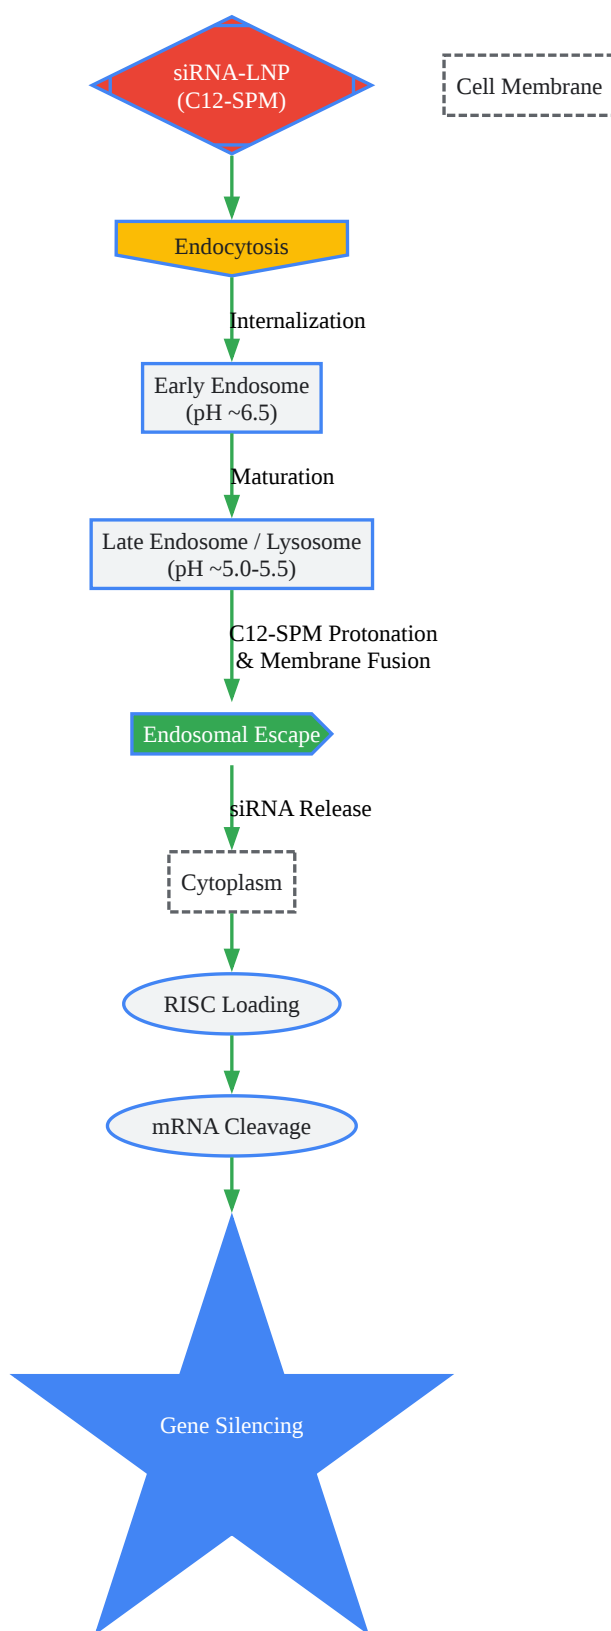 siRNA-LNP
(C12-SPM)
Cell Membrane
Endocytosis
Internalization
Early Endosome
(pH ~6.5)
Maturation
Late Endosome / Lysosome
(pH ~5.0-5.5)
C12-SPM Protonation
& Membrane Fusion
Endosomal Escape
siRNA Release
Cytoplasm
RISC Loading
mRNA Cleavage
Gene Silencing